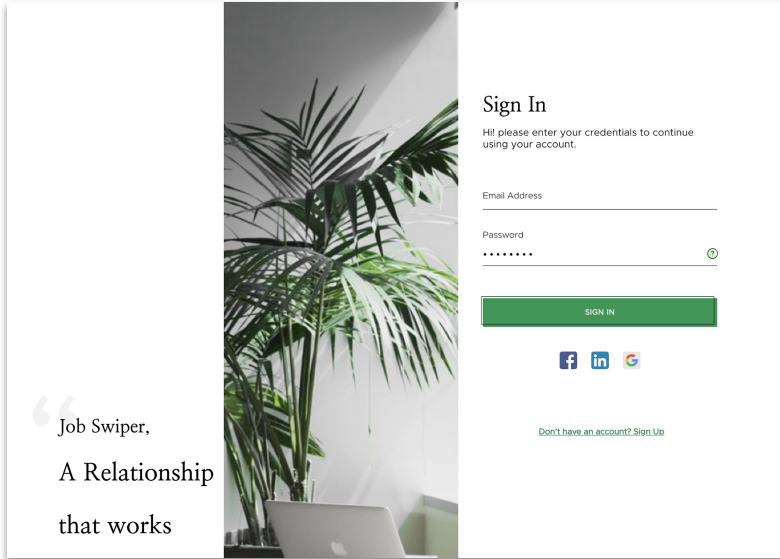 Sign In
Hi! please enter your credentials to continue
using your account.
Email Address
Password
••••••••
?
SIGN IN
f
in
G
Don't have an account? Sign Up
“
Job Swiper,
A Relationship
that works